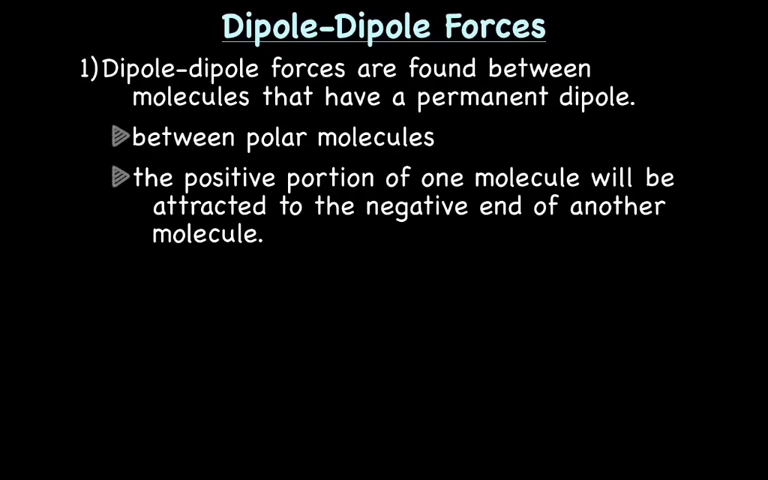 Dipole-Dipole Forces
1)Dipole-dipole forces are found between
molecules that have a permanent dipole.
between polar molecules
the positive portion of one molecule will be
attracted to the negative end of another
molecule.